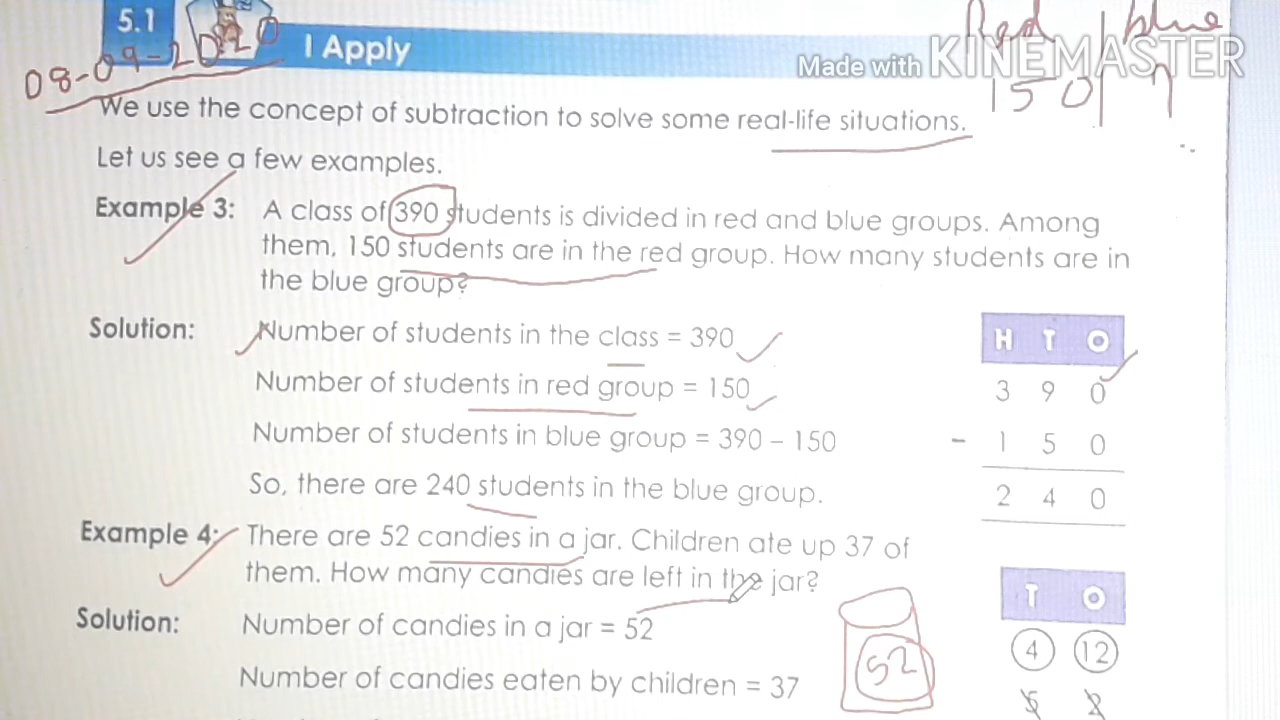 5.1
I Apply
08-09-2020
Red | blue
150 | ?
Made with KINEMASTER
We use the concept of subtraction to solve some real-life situations.
Let us see a few examples.
Example 3: A class of 390 students is divided in red and blue groups. Among
them, 150 students are in the red group. How many students are in
the blue group?
Solution: Number of students in the class = 390
Number of students in red group = 150
Number of students in blue group = 390 – 150
So, there are 240 students in the blue group.
H T O
3 9 0
– 1 5 0
2 4 0
Example 4: There are 52 candies in a jar. Children ate up 37 of
them. How many candies are left in the jar?
Solution: Number of candies in a jar = 52
Number of candies eaten by children = 37
52
T O
4 12
5 2